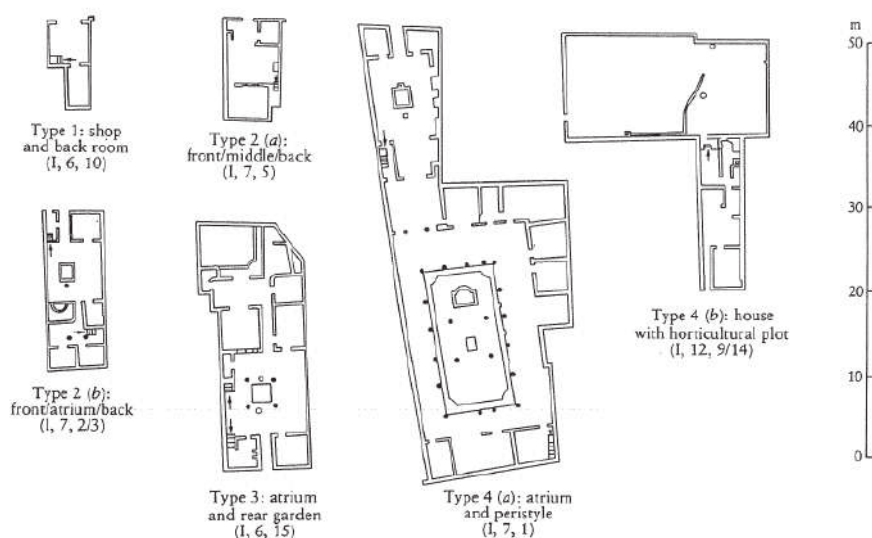 Type 1: shop
and back room
(I, 6, 10)
Type 2 (a):
front/middle/back
(I, 7, 5)
Type 2 (b):
front/atrium/back
(I, 7, 2/3)
Type 3: atrium
and rear garden
(I, 6, 15)
Type 4 (a): atrium
and peristyle
(I, 7, 1)
Type 4 (b): house
with horticultural plot
(I, 12, 9/14)
m
50
40
30
20
10
0